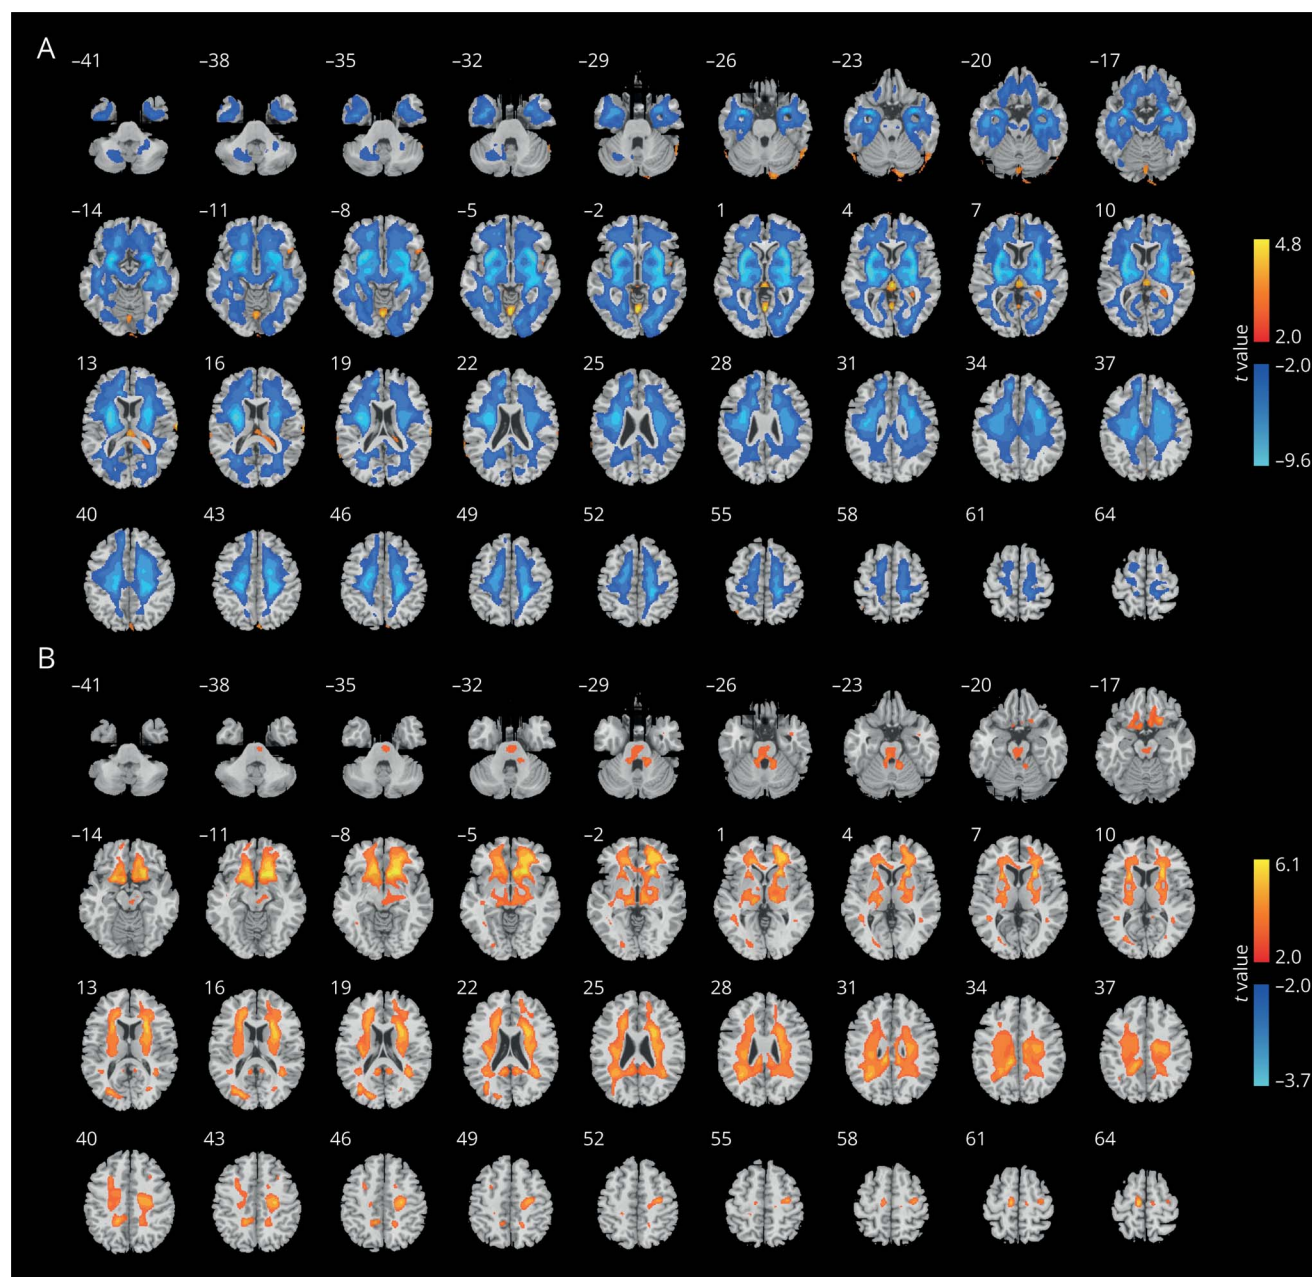 A
–41 –38 –35 –32 –29 –26 –23 –20 –17
–14 –11 –8 –5 –2 1 4 7 10
13 16 19 22 25 28 31 34 37
40 43 46 49 52 55 58 61 64
4.8
2.0
t value
–2.0
–9.6
B
–41 –38 –35 –32 –29 –26 –23 –20 –17
–14 –11 –8 –5 –2 1 4 7 10
13 16 19 22 25 28 31 34 37
40 43 46 49 52 55 58 61 64
6.1
2.0
t value
–2.0
–3.7